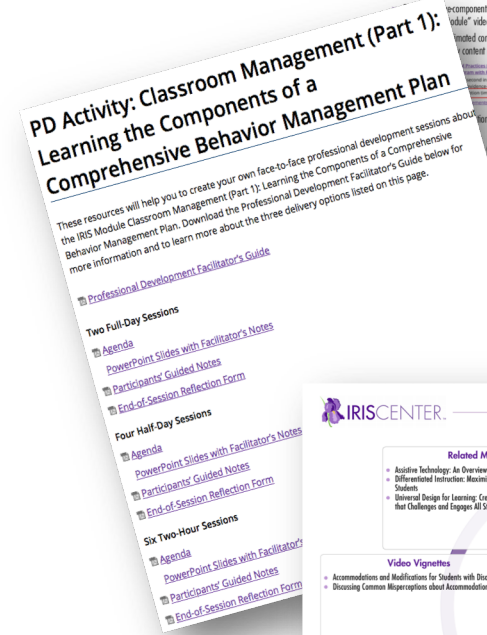 PD Activity: Classroom Management (Part 1):
Learning the Components of a
Comprehensive Behavior Management Plan
These resources will help you to create your own face-to-face professional development sessions about
the IRIS Module Classroom Management (Part 1): Learning the Components of a Comprehensive
Behavior Management Plan. Download the Professional Development Facilitator's Guide below for
more information and to learn more about the three delivery options listed on this page.
Professional Development Facilitator's Guide
Two Full-Day Sessions
Agenda
PowerPoint Slides with Facilitator's Notes
Participants' Guided Notes
End-of-Session Reflection Form
Four Half-Day Sessions
Agenda
PowerPoint Slides with Facilitator's Notes
Participants' Guided Notes
End-of-Session Reflection Form
Six Two-Hour Sessions
Agenda
PowerPoint Slides with Facilitator's
Participants' Guided Notes
End-of-Session Reflection Form
IRISCENTER
Related M
Assistive Technology: An Overview
Differentiated Instruction: Maximi
Students
Universal Design for Learning: Cre
that Challenges and Engages All St
Video Vignettes
Accommodations and Modifications for Students with Disa
Discussing Common Misperceptions about Accommodation